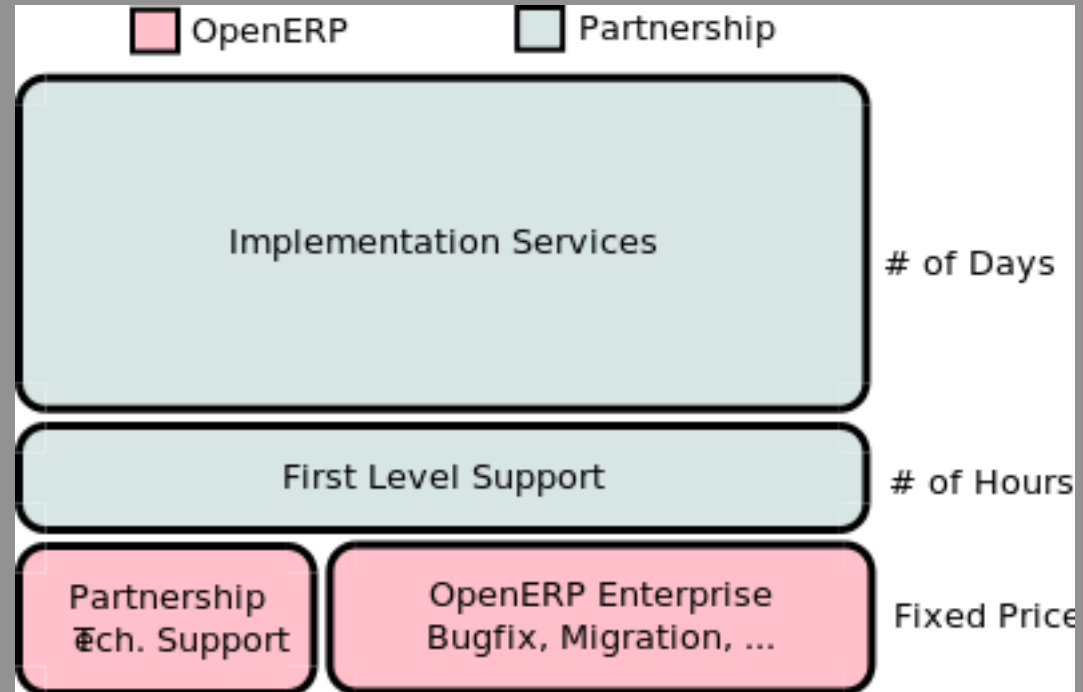 OpenERP Partnership
Implementation Services
# of Days
First Level Support
# of Hours
Partnership
Tech. Support
OpenERP Enterprise
Bugfix, Migration, ...
Fixed Price